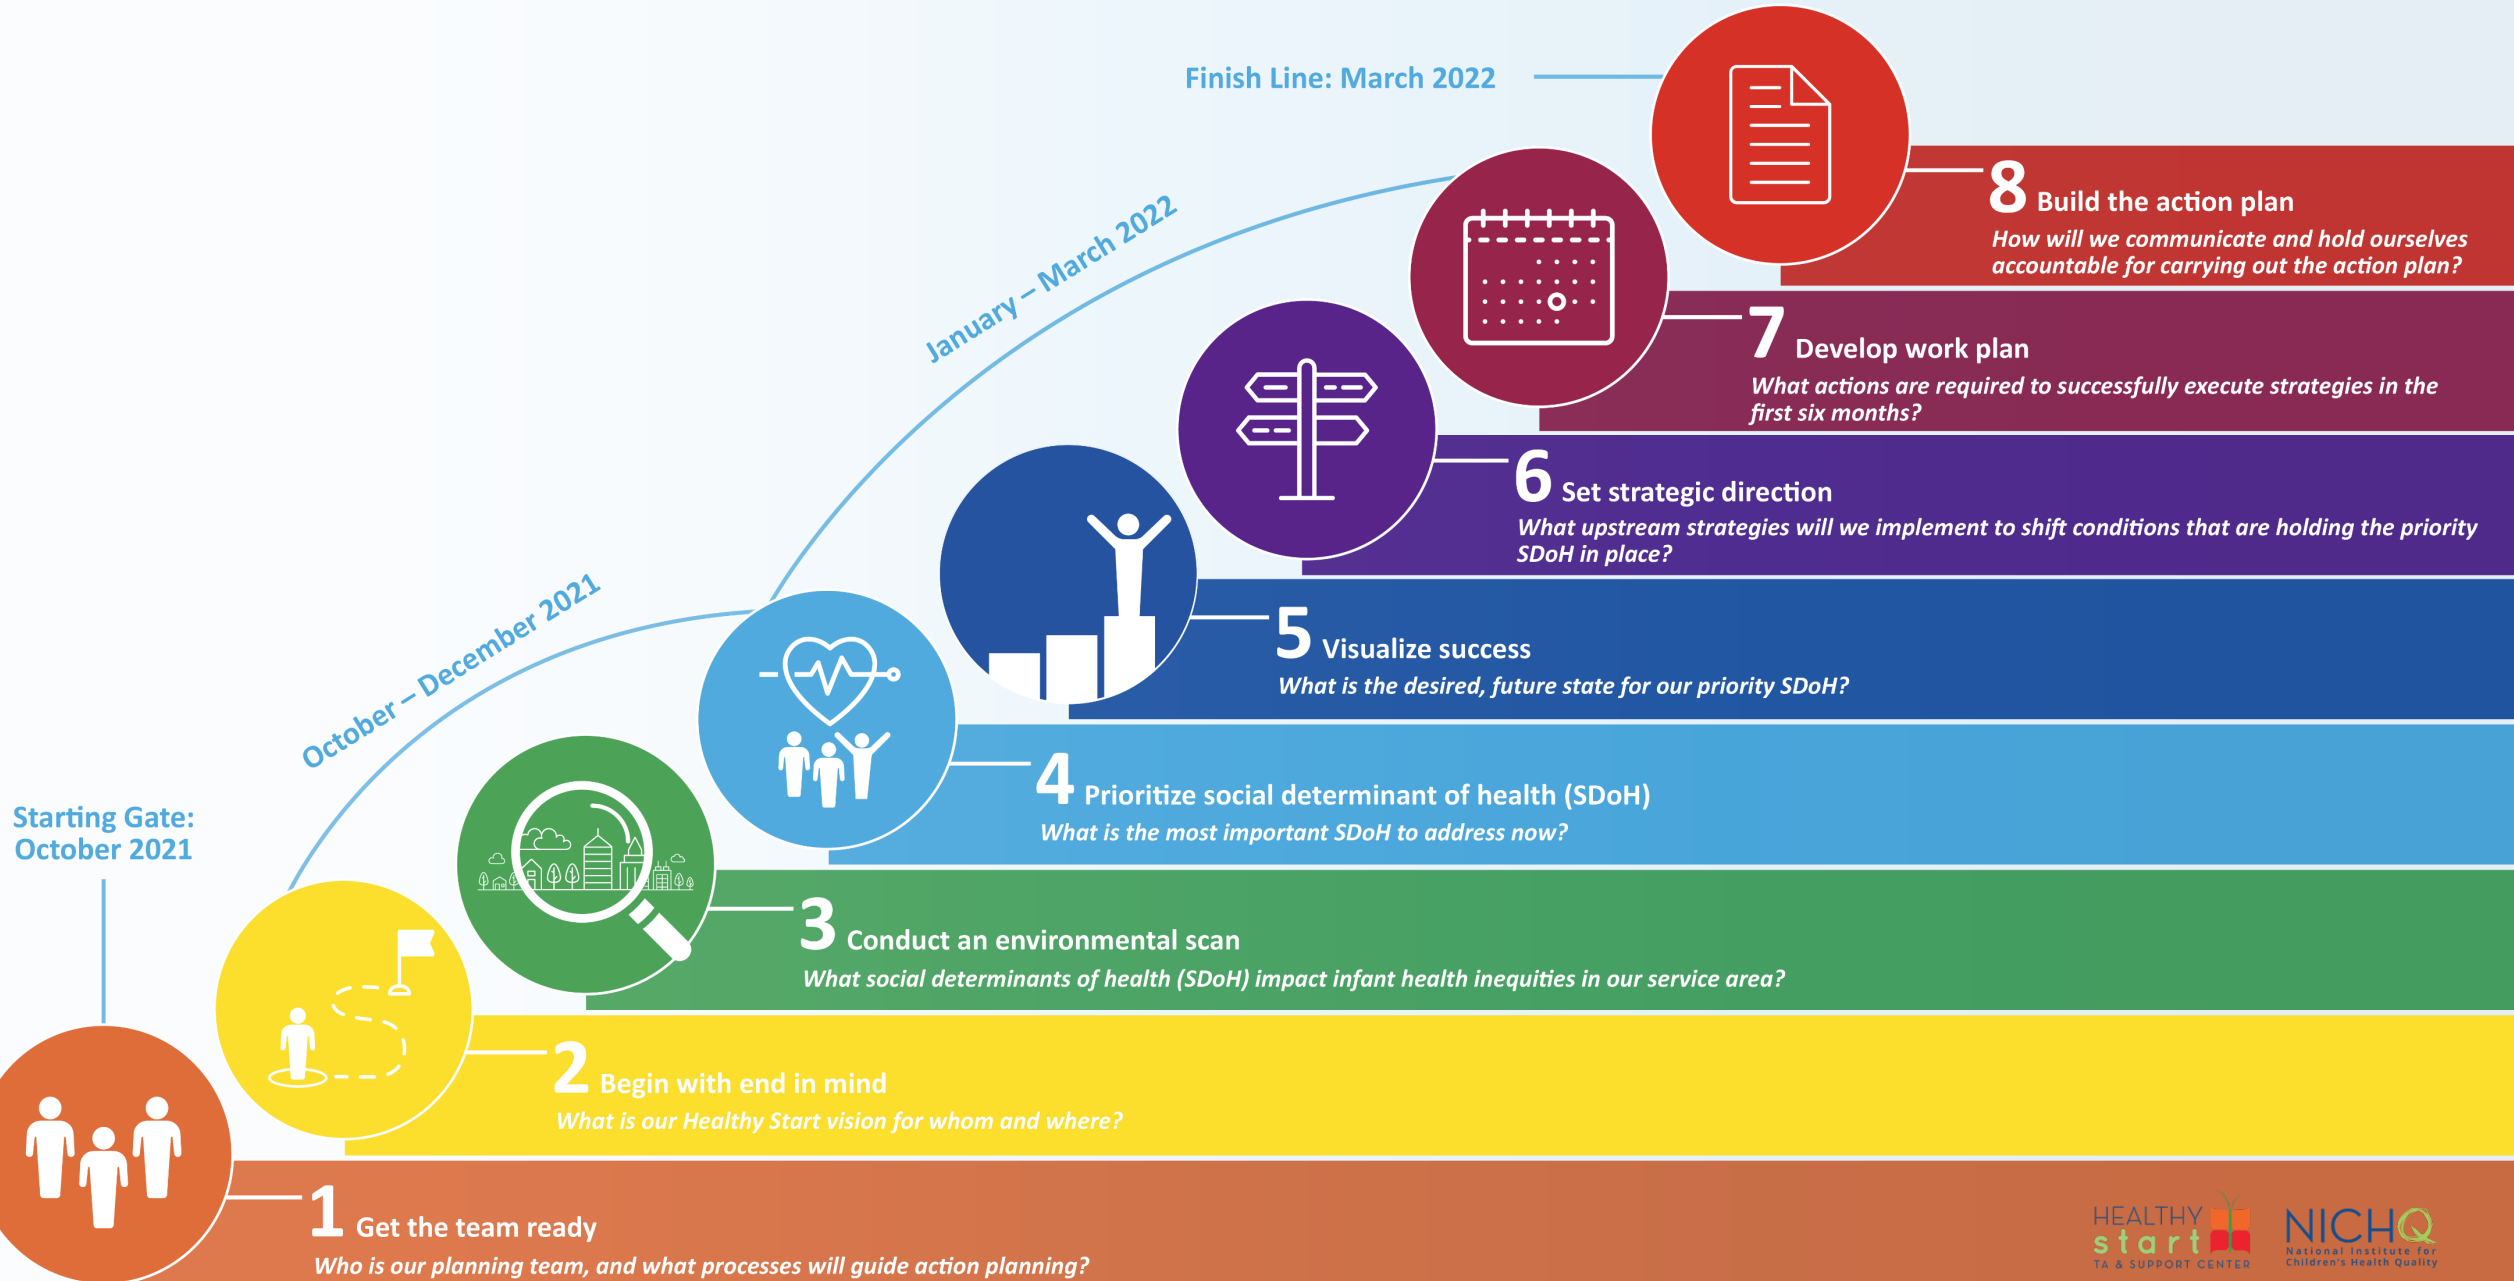 Finish Line: March 2022
8 Build the action plan
How will we communicate and hold ourselves
accountable for carrying out the action plan?
January – March 2022
7 Develop work plan
What actions are required to successfully execute strategies in the
first six months?
6 Set strategic direction
What upstream strategies will we implement to shift conditions that are holding the priority
SDoH in place?
October – December 2021
5 Visualize success
What is the desired, future state for our priority SDoH?
4 Prioritize social determinant of health (SDoH)
What is the most important SDoH to address now?
Starting Gate:
October 2021
3 Conduct an environmental scan
What social determinants of health (SDoH) impact infant health inequities in our service area?
2 Begin with end in mind
What is our Healthy Start vision for whom and where?
1 Get the team ready
Who is our planning team, and what processes will guide action planning?
HEALTHY
start
TA & SUPPORT CENTER
NICHQ
National Institute for
Children's Health Quality